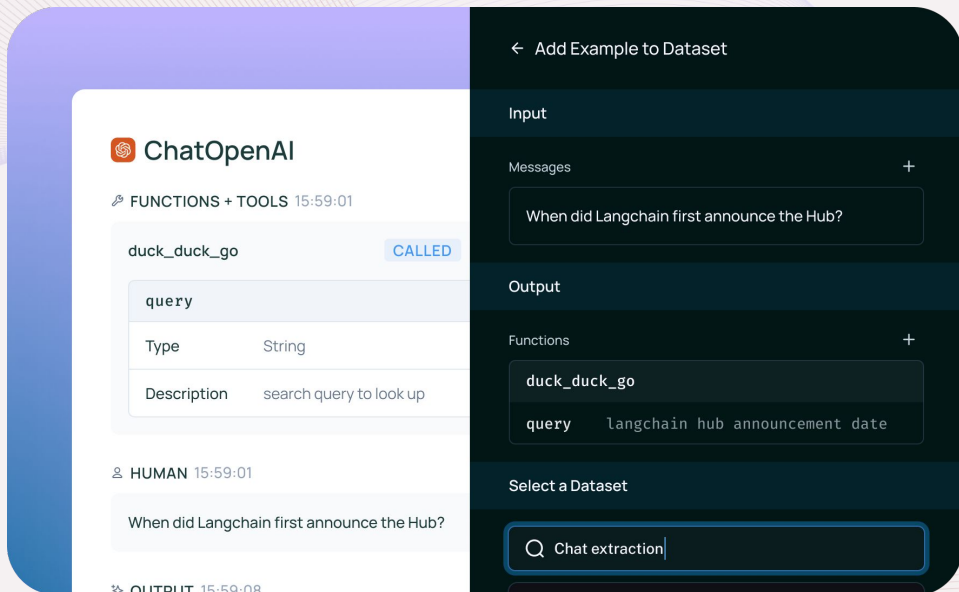 ChatOpenAI
FUNCTIONS + TOOLS 15:59:01
duck_duck_go CALLED
query
Type String
Description search query to look up
HUMAN 15:59:01
When did Langchain first announce the Hub?
OUTPUT 15:59:08
← Add Example to Dataset
Input
Messages +
When did Langchain first announce the Hub?
Output
Functions +
duck_duck_go
query langchain hub announcement date
Select a Dataset
Chat extraction